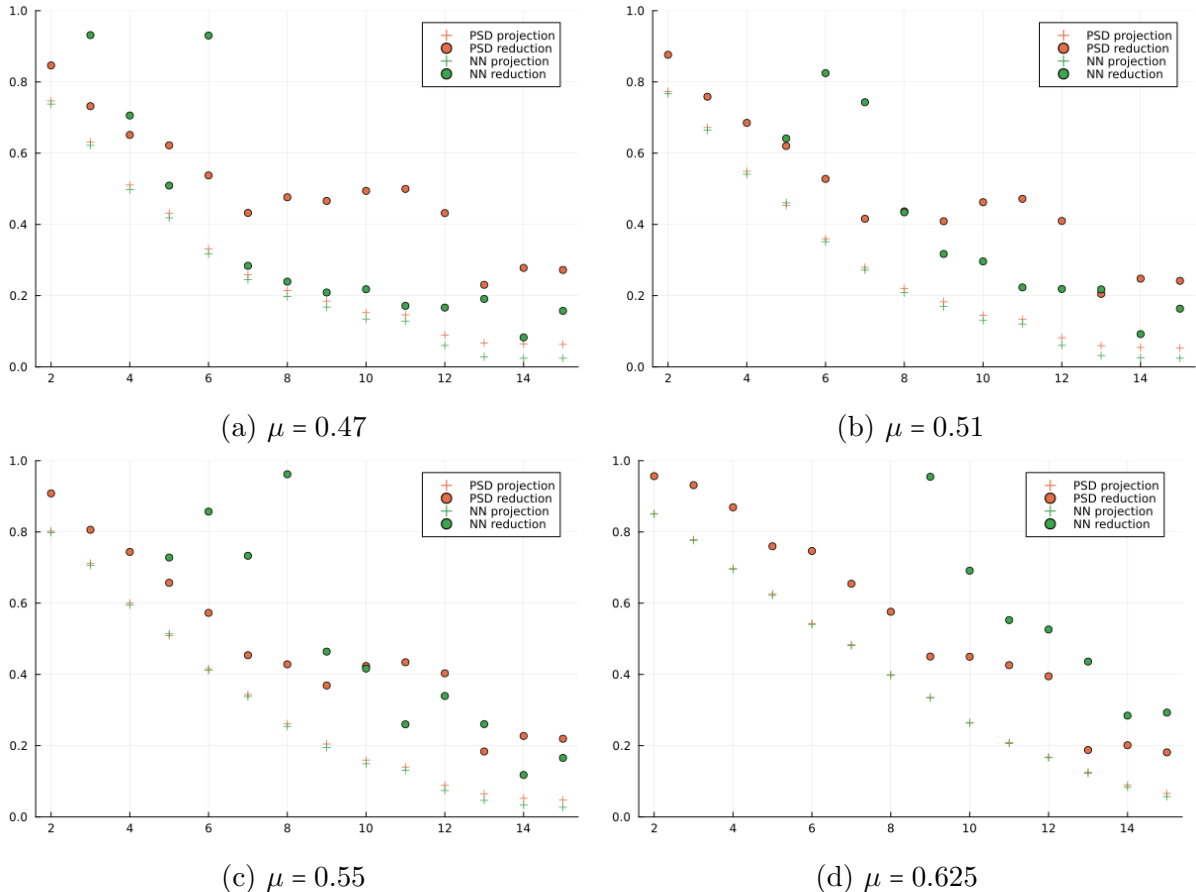 1.0
0.8
0.6
0.4
0.2
0.0
2 4 6 8 10 12 14
PSD projection
PSD reduction
NN projection
NN reduction
(a) μ = 0.47
1.0
0.8
0.6
0.4
0.2
0.0
2 4 6 8 10 12 14
PSD projection
PSD reduction
NN projection
NN reduction
(b) μ = 0.51
1.0
0.8
0.6
0.4
0.2
0.0
2 4 6 8 10 12 14
PSD projection
PSD reduction
NN projection
NN reduction
(c) μ = 0.55
1.0
0.8
0.6
0.4
0.2
0.0
2 4 6 8 10 12 14
PSD projection
PSD reduction
NN projection
NN reduction
(d) μ = 0.625